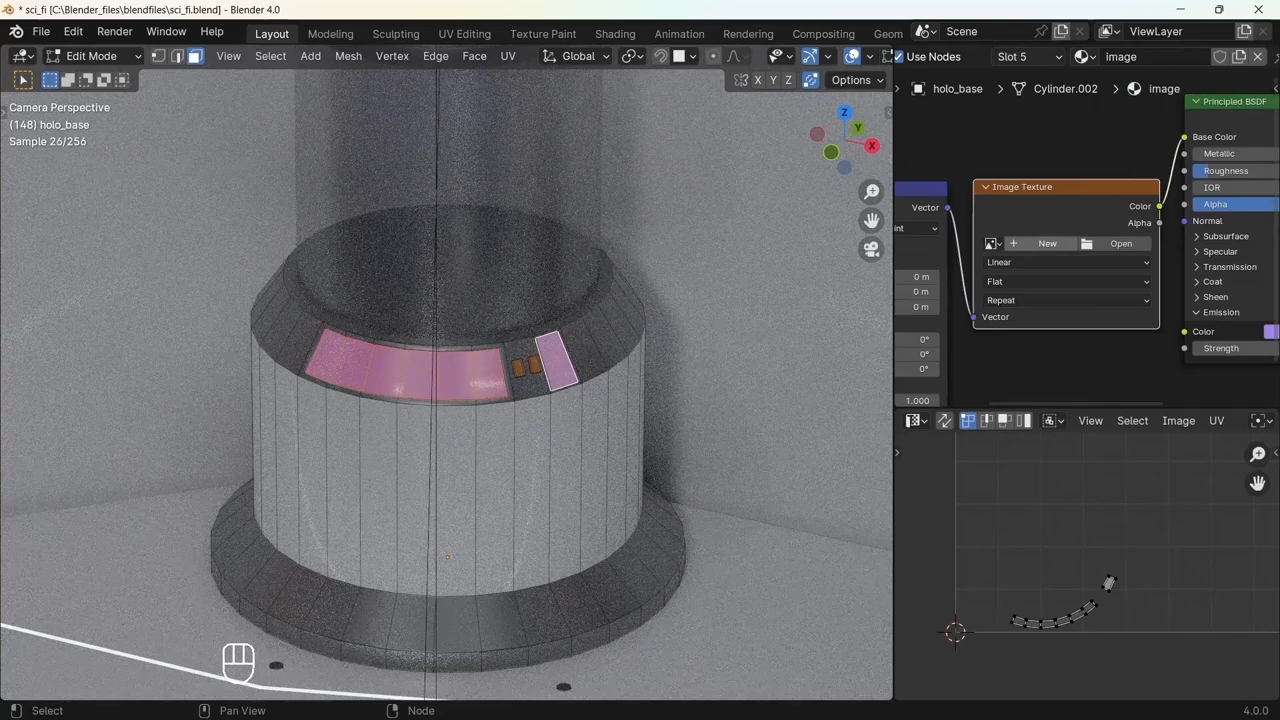 * sci_fi [C:\Blender_files\blendfiles\sci_fi.blend] - Blender 4.0
File Edit Render Window Help Layout Modeling Sculpting UV Editing Texture Paint Shading Animation Rendering Compositing Geom Scene ViewLayer
Edit Mode View Select Add Mesh Vertex Edge Face UV Global Use Nodes Slot 5 image
X Y Z Options
holo_base Cylinder.002 image
Camera Perspective
(148) holo_base
Sample 26/256
Z
Y
X
Principled BSDF
Base Color
Metallic
Roughness
IOR
Alpha
Normal
Subsurface
Specular
Transmission
Coat
Sheen
Emission
Color
Strength
Image Texture
Color
Alpha
New Open
Linear
Flat
Repeat
Vector
Vector
int
0 m
0 m
0 m
0°
0°
0°
1.000
View Select Image UV
Select Pan View Node 4.0.0